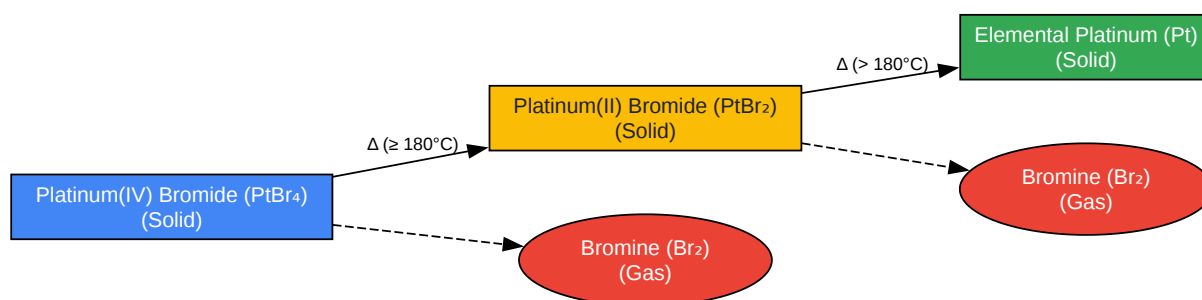 Elemental Platinum (Pt)
(Solid)
Δ (> 180°C)
Platinum(II) Bromide (PtBr₂)
(Solid)
Δ (≥ 180°C)
Bromine (Br₂)
(Gas)
Platinum(IV) Bromide (PtBr₄)
(Solid)
Bromine (Br₂)
(Gas)